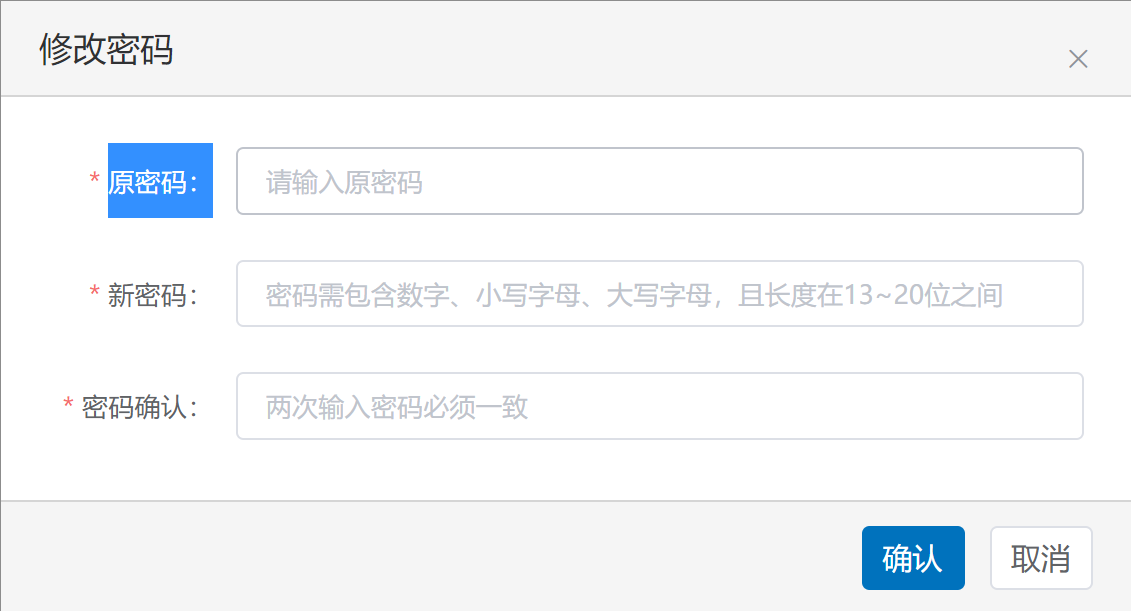 修改密码
* 原密码： 请输入原密码
* 新密码： 密码需包含数字、小写字母、大写字母，且长度在13~20位之间
* 密码确认： 两次输入密码必须一致
确认 取消